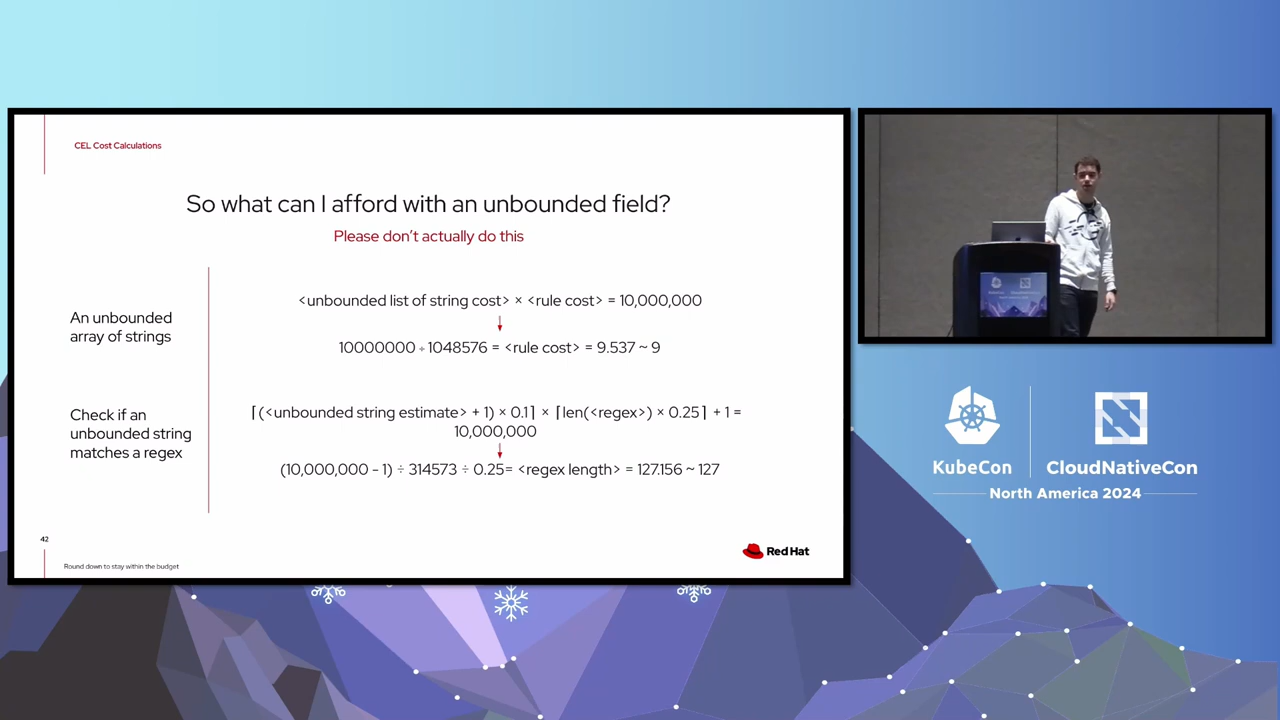 CEL Cost Calculations
So what can I afford with an unbounded field?
Please don't actually do this
An unbounded
array of strings
<unbounded list of string cost> × <rule cost> = 10,000,000
10000000 ÷ 1048576 = <rule cost> = 9.537 ~ 9
Check if an
unbounded string
matches a regex
⌈(<unbounded string estimate> + 1) × 0.1⌉ × ⌈len(<regex>) × 0.25⌉ + 1 =
10,000,000
(10,000,000 - 1) ÷ 314573 ÷ 0.25= <regex length> = 127.156 ~ 127
42
Round down to stay within the budget
Red Hat
KubeCon
CloudNativeCon
North America 2024